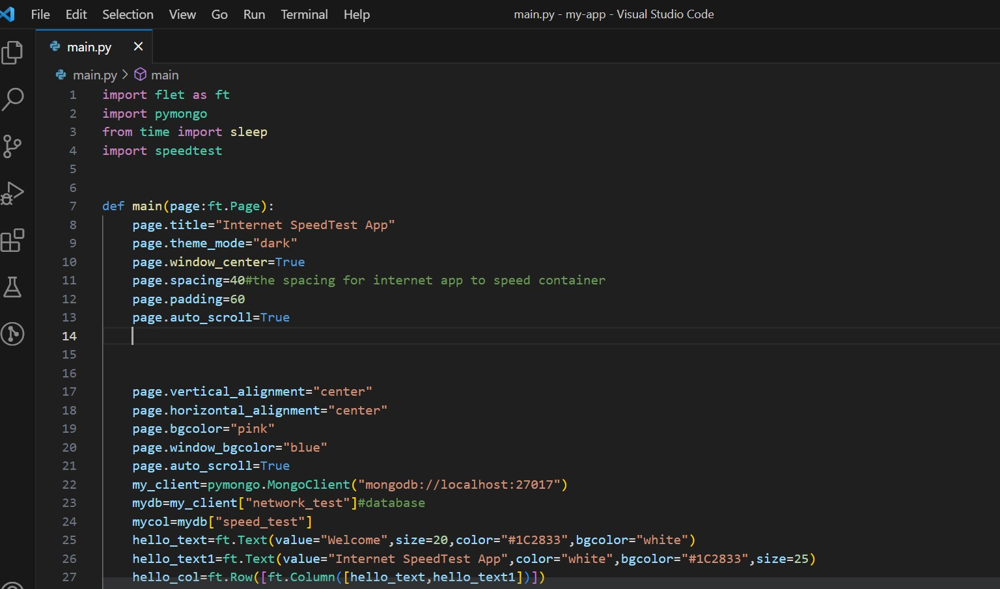 File Edit Selection View Go Run Terminal Help main.py - my-app - Visual Studio Code
main.py
main.py > main
1 import flet as ft
2 import pymongo
3 from time import sleep
4 import speedtest
5
6
7 def main(page:ft.Page):
8     page.title="Internet SpeedTest App"
9     page.theme_mode="dark"
10     page.window_center=True
11     page.spacing=40#the spacing for internet app to speed container
12     page.padding=60
13     page.auto_scroll=True
14
15
16
17     page.vertical_alignment="center"
18     page.horizontal_alignment="center"
19     page.bgcolor="pink"
20     page.window_bgcolor="blue"
21     page.auto_scroll=True
22     my_client=pymongo.MongoClient("mongodb://localhost:27017")
23     mydb=my_client["network_test"]#database
24     mycol=mydb["speed_test"]
25     hello_text=ft.Text(value="Welcome",size=20,color="#1C2833",bgcolor="white")
26     hello_text1=ft.Text(value="Internet SpeedTest App",color="white",bgcolor="#1C2833",size=25)
27     hello_col=ft.Row([ft.Column([hello_text,hello_text1])])